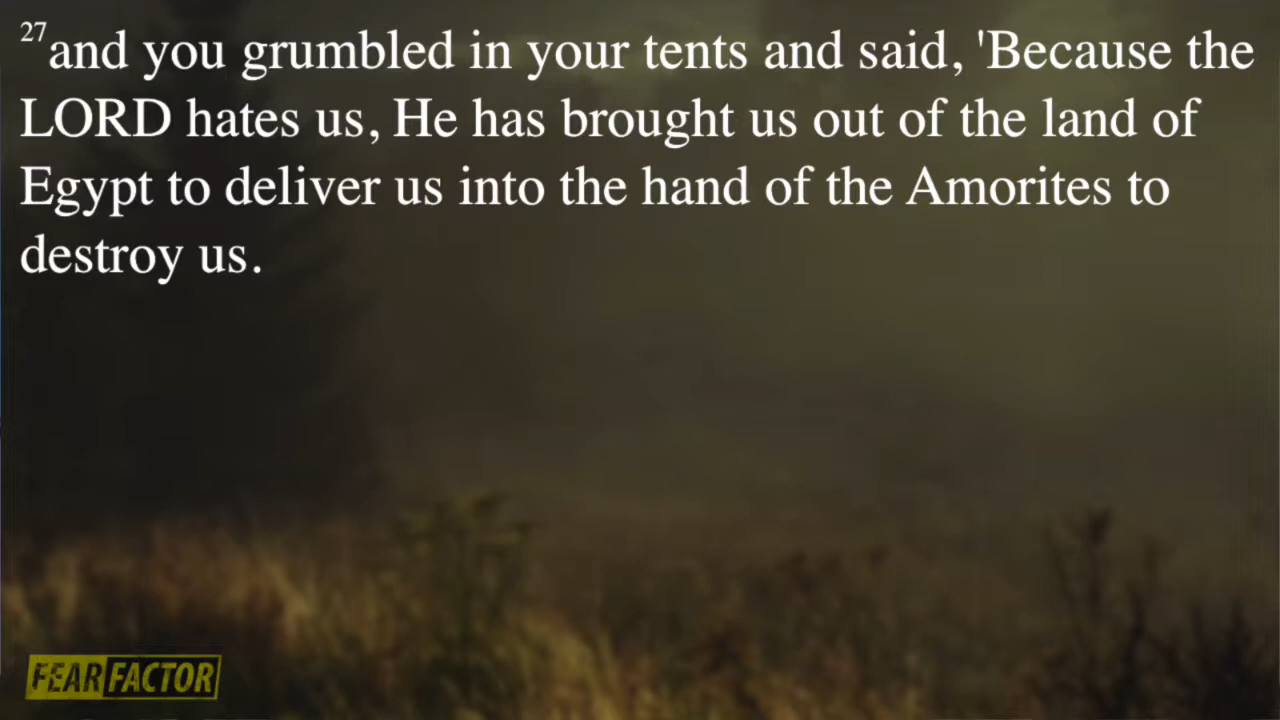 27and you grumbled in your tents and said, 'Because the
LORD hates us, He has brought us out of the land of
Egypt to deliver us into the hand of the Amorites to
destroy us.
FEAR FACTOR